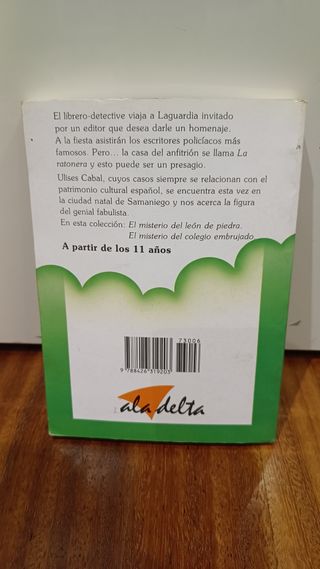 El librero-detective viaja a Laguardia invitado
por un editor que desea darle un homenaje.
A la fiesta asistirán los escritores policíacos más
famosos. Pero... la casa del anfitrión se llama La
ratonera y esto puede ser un presagio.
Ulises Cabal, cuyos casos siempre se relacionan con el
patrimonio cultural español, se encuentra esta vez en
la ciudad natal de Samaniego y nos acerca la figura
del genial fabulista.
En esta colección: El misterio del león de piedra.
El misterio del colegio embrujado
A partir de los 11 años
73006
9 788426 319203
ala delta